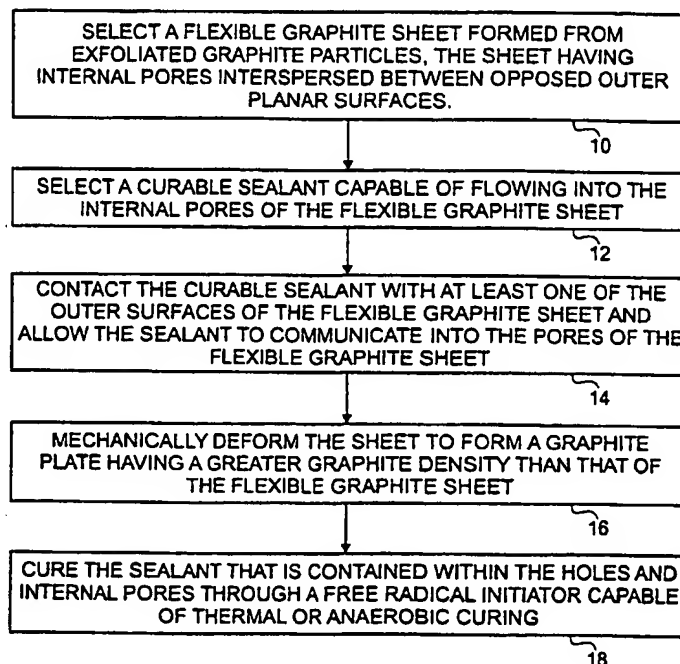 SELECT A FLEXIBLE GRAPHITE SHEET FORMED FROM
EXFOLIATED GRAPHITE PARTICLES, THE SHEET HAVING
INTERNAL PORES INTERSPERSED BETWEEN OPPOSED OUTER
PLANAR SURFACES.
10
SELECT A CURABLE SEALANT CAPABLE OF FLOWING INTO THE
INTERNAL PORES OF THE FLEXIBLE GRAPHITE SHEET
12
CONTACT THE CURABLE SEALANT WITH AT LEAST ONE OF THE
OUTER SURFACES OF THE FLEXIBLE GRAPHITE SHEET AND
ALLOW THE SEALANT TO COMMUNICATE INTO THE PORES OF THE
FLEXIBLE GRAPHITE SHEET
14
MECHANICALLY DEFORM THE SHEET TO FORM A GRAPHITE
PLATE HAVING A GREATER GRAPHITE DENSITY THAN THAT OF
THE FLEXIBLE GRAPHITE SHEET
16
CURE THE SEALANT THAT IS CONTAINED WITHIN THE HOLES AND
INTERNAL PORES THROUGH A FREE RADICAL INITIATOR CAPABLE
OF THERMAL OR ANAEROBIC CURING
18